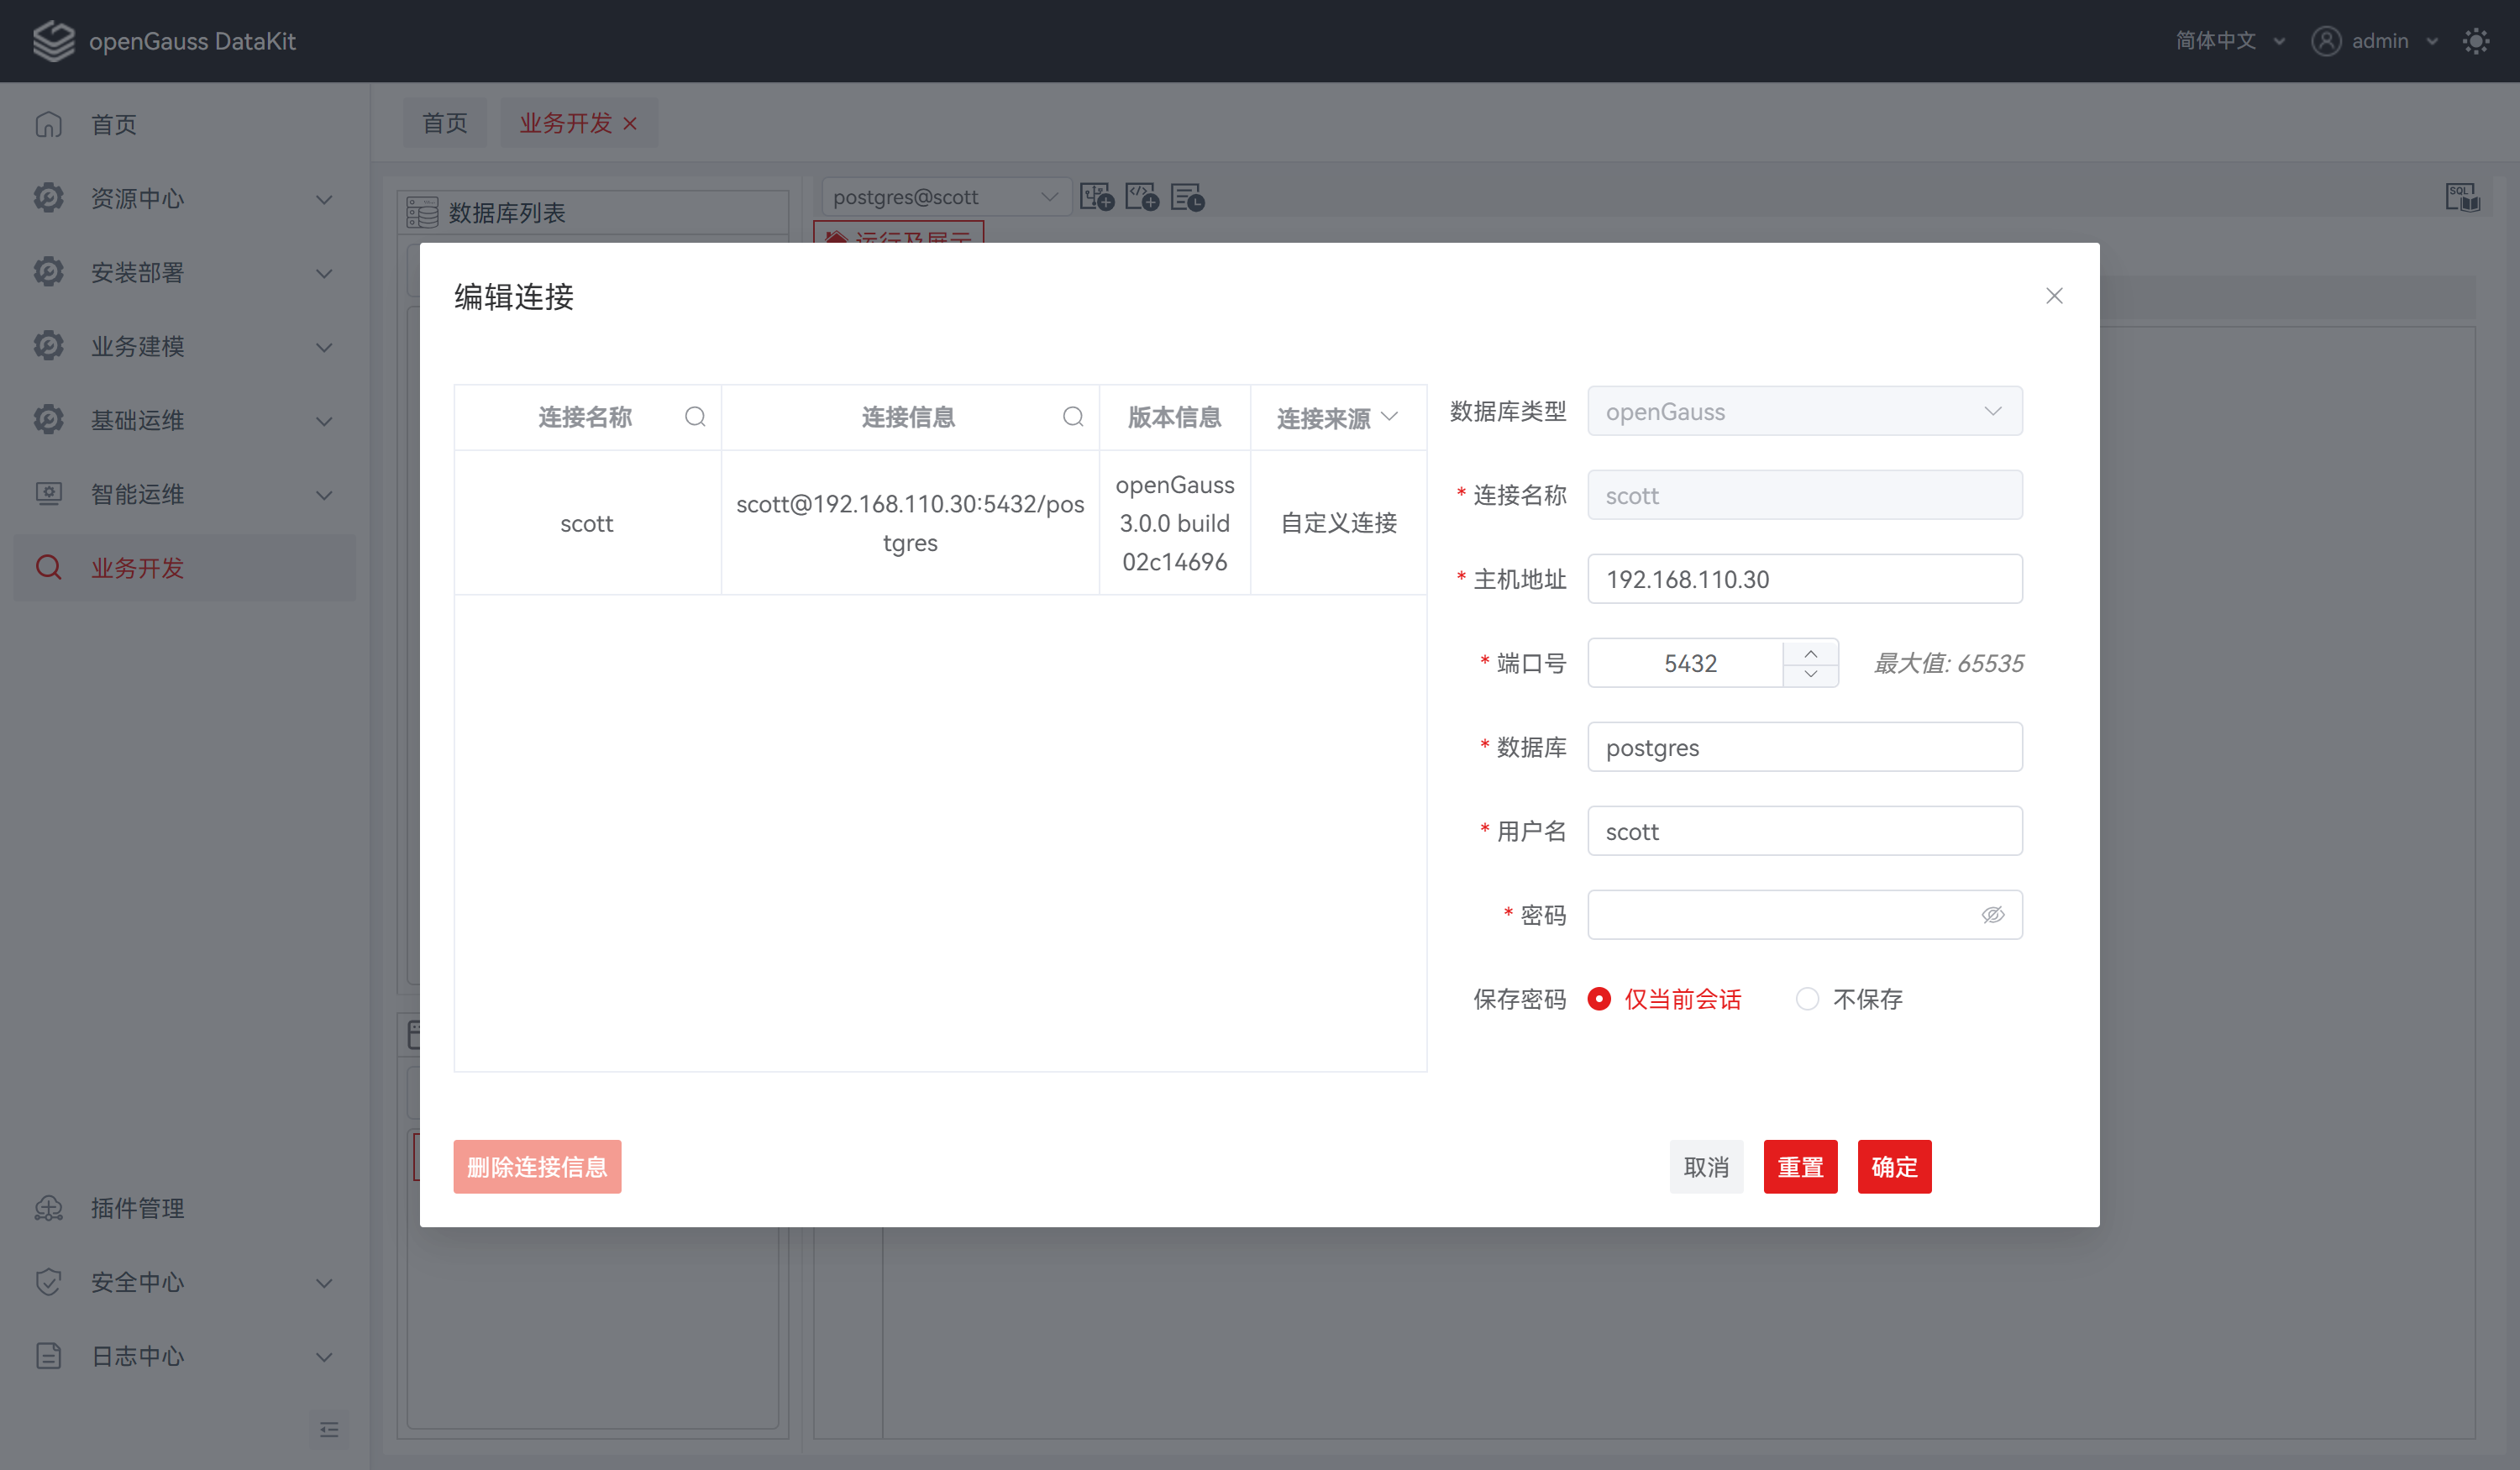 openGauss DataKit
简体中文
admin
首页
资源中心
安装部署
业务建模
基础运维
智能运维
业务开发
插件管理
安全中心
日志中心
首页
业务开发
数据库列表
postgres@scott
SQL
运行及展示
编辑连接
连接名称
连接信息
版本信息
连接来源
scott
scott@192.168.110.30:5432/pos
tgres
openGauss
3.0.0 build
02c14696
自定义连接
数据库类型
openGauss
* 连接名称
scott
* 主机地址
192.168.110.30
* 端口号
5432
最大值: 65535
* 数据库
postgres
* 用户名
scott
* 密码
保存密码
仅当前会话
不保存
删除连接信息
取消
重置
确定